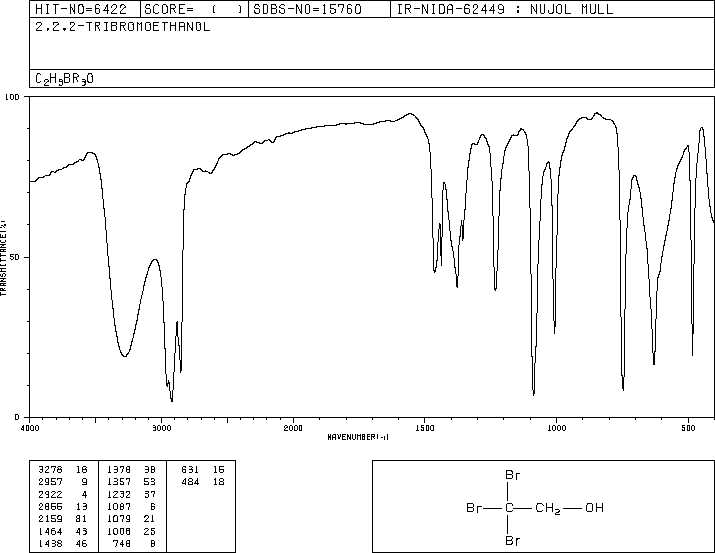 HIT-NO=6422 SCORE= ( ) SDBS-NO=15760 IR-NIDA-62449 : NUJOL MULL
2,2,2-TRIBROMOETHANOL
C2H3BR3O
100
50
0
TRANSMITTANCE(%)
4000 3000 2000 1500 1000 500
WAVENUMBER(-1)
3278 18 1378 38 631 15
2957 9 1357 53 484 18
2922 4 1232 37
2855 13 1087 6
2159 81 1079 21
1464 43 1008 25
1438 46 748 8
Br
Br C CH2 OH
Br